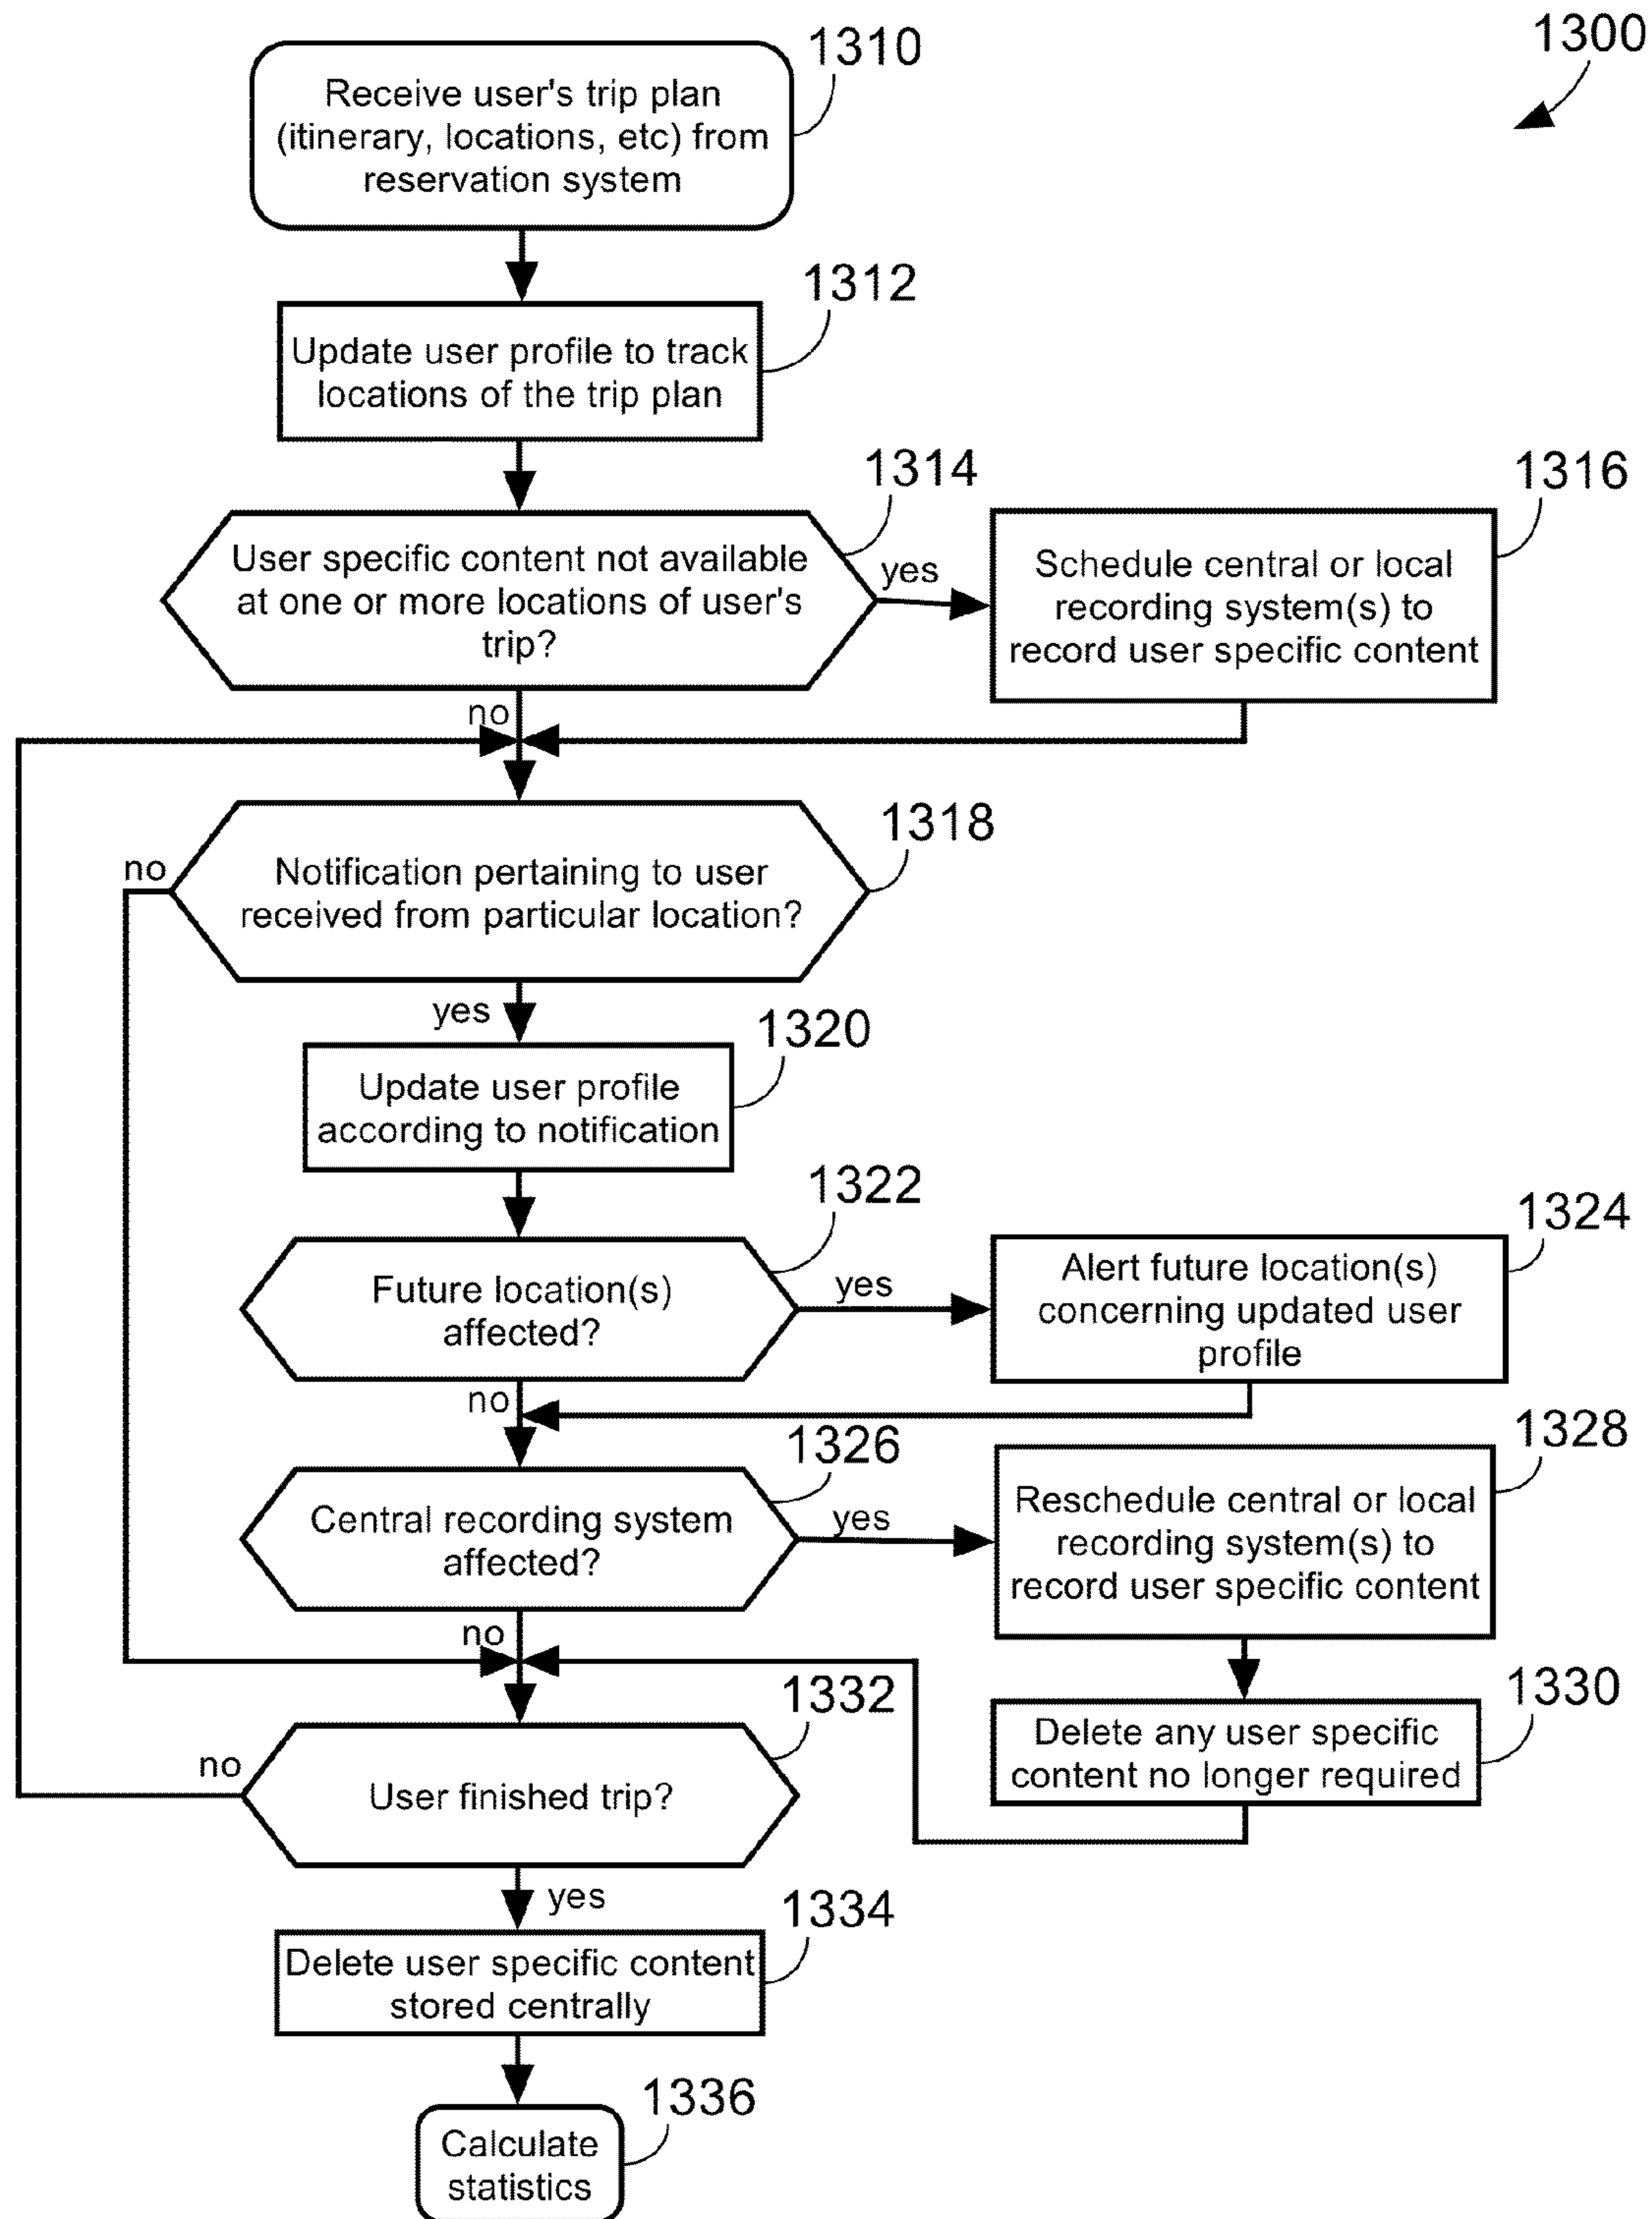 1300
1310
Receive user's trip plan
(itinerary, locations, etc) from
reservation system
1312
Update user profile to track
locations of the trip plan
1314
User specific content not available
at one or more locations of user's
trip?
yes
1316
Schedule central or local
recording system(s) to
record user specific content
no
1318
Notification pertaining to user
received from particular location?
no
yes
1320
Update user profile
according to notification
1322
Future location(s)
affected?
yes
1324
Alert future location(s)
concerning updated user
profile
no
1326
Central recording system
affected?
yes
1328
Reschedule central or local
recording system(s) to
record user specific content
no
1330
Delete any user specific
content no longer required
1332
User finished trip?
no
yes
1334
Delete user specific content
stored centrally
1336
Calculate
statistics